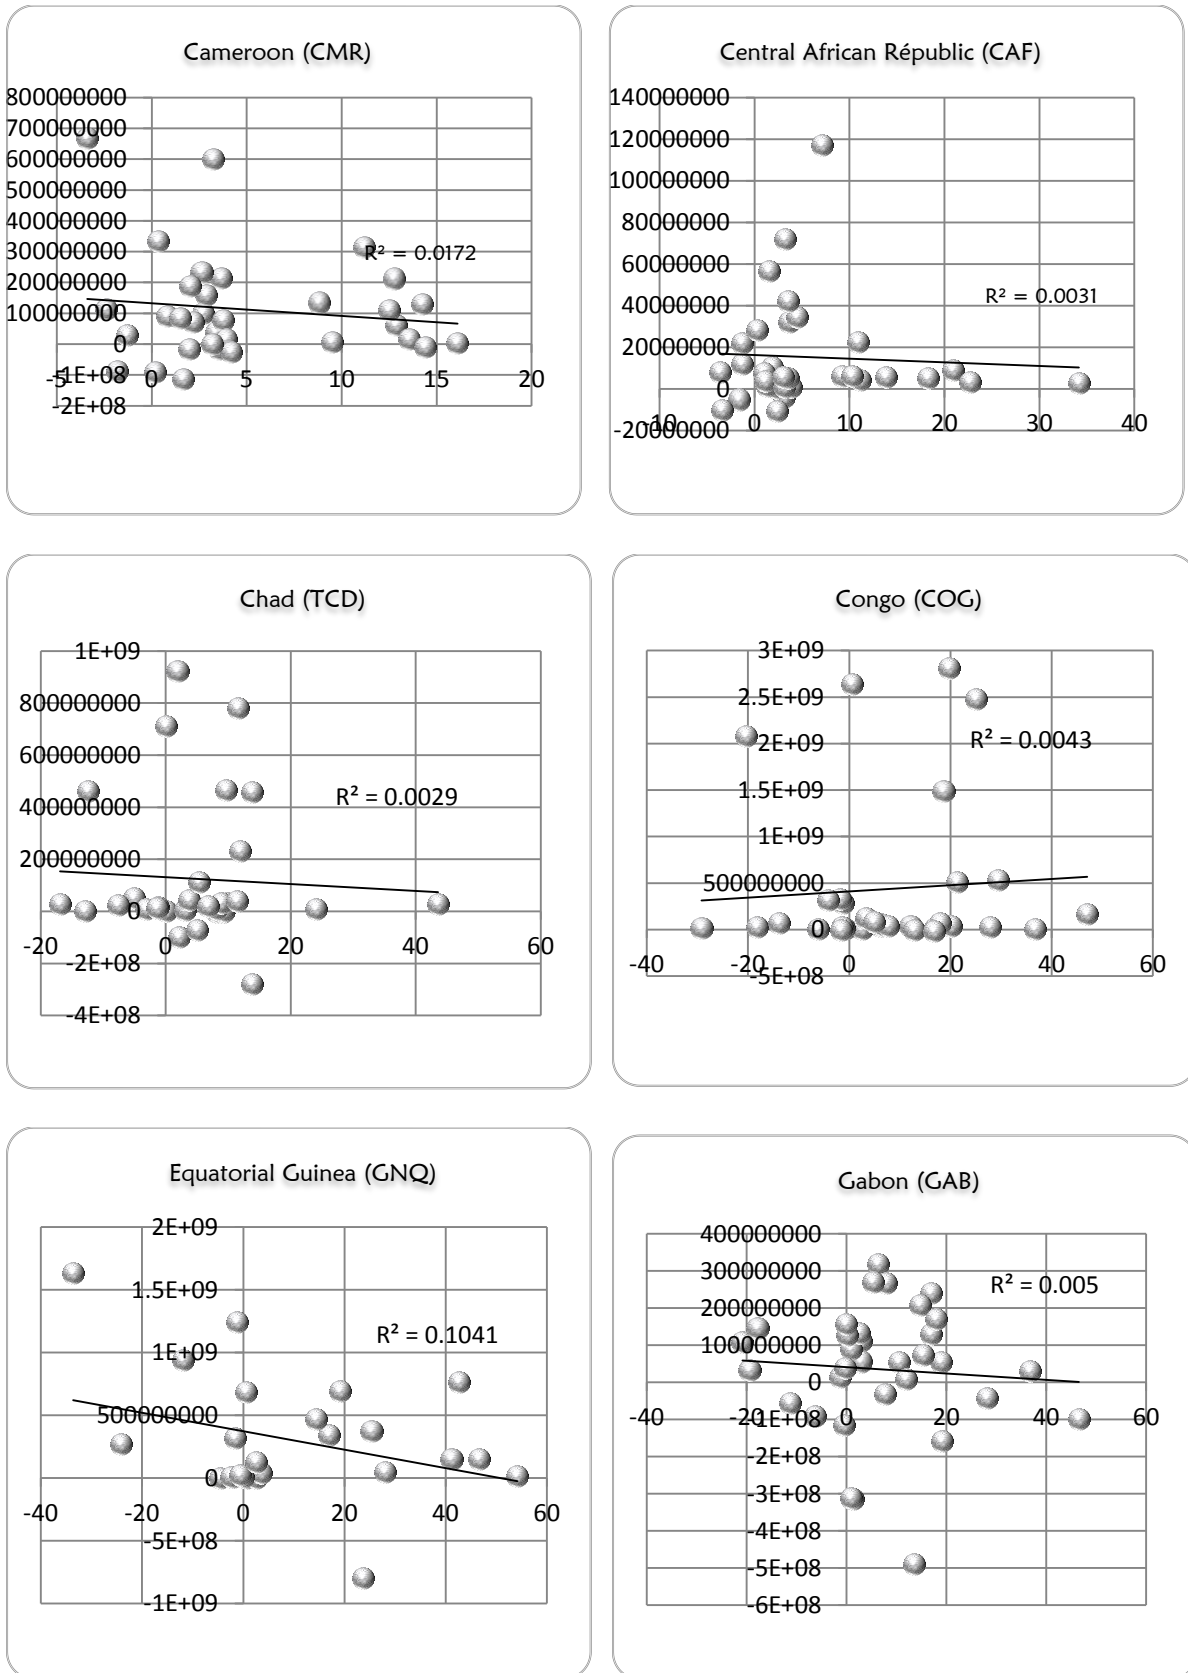 Cameroon (CMR)
800000000
700000000
600000000
500000000
400000000
300000000
200000000
100000000
0
-1E+08
-2E+08
-5
0
5
10
15
20
R² = 0.0172
Central African Républic (CAF)
140000000
120000000
100000000
80000000
60000000
40000000
20000000
0
-20000000
-10
0
10
20
30
40
R² = 0.0031
Chad (TCD)
1E+09
800000000
600000000
400000000
200000000
0
-2E+08
-4E+08
-20
0
20
40
60
R² = 0.0029
Congo (COG)
3E+09
2.5E+09
2E+09
1.5E+09
1E+09
500000000
0
-5E+08
-40
-20
0
20
40
60
R² = 0.0043
Equatorial Guinea (GNQ)
2E+09
1.5E+09
1E+09
500000000
0
-5E+08
-1E+09
-40
-20
0
20
40
60
R² = 0.1041
Gabon (GAB)
400000000
300000000
200000000
100000000
0
-1E+08
-2E+08
-3E+08
-4E+08
-5E+08
-6E+08
-40
-20
0
20
40
60
R² = 0.005